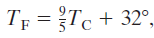 T_F = 9/5 T_C + 32°,